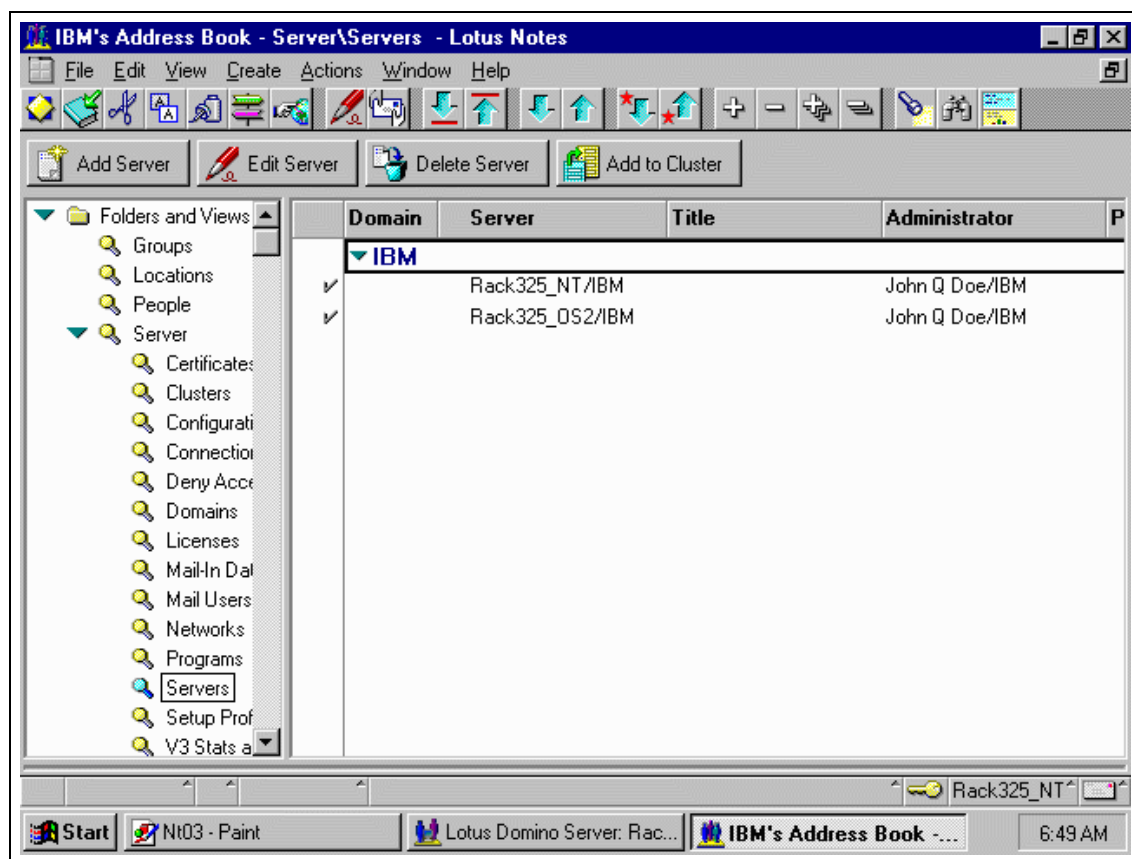 IBM's Address Book - Server\Servers - Lotus Notes
File Edit View Create Actions Window Help
Add Server Edit Server Delete Server Add to Cluster
Folders and Views
Groups
Locations
People
Server
Certificates
Clusters
Configurati
Connection
Deny Acce
Domains
Licenses
Mail-In Dat
Mail Users
Networks
Programs
Servers
Setup Prof
V3 Stats a
Domain Server Title Administrator P
IBM
Rack325_NT/IBM John Q Doe/IBM
Rack325_OS2/IBM John Q Doe/IBM
Rack325_NT
Start Nt03 - Paint Lotus Domino Server: Rac... IBM's Address Book -... 6:49 AM